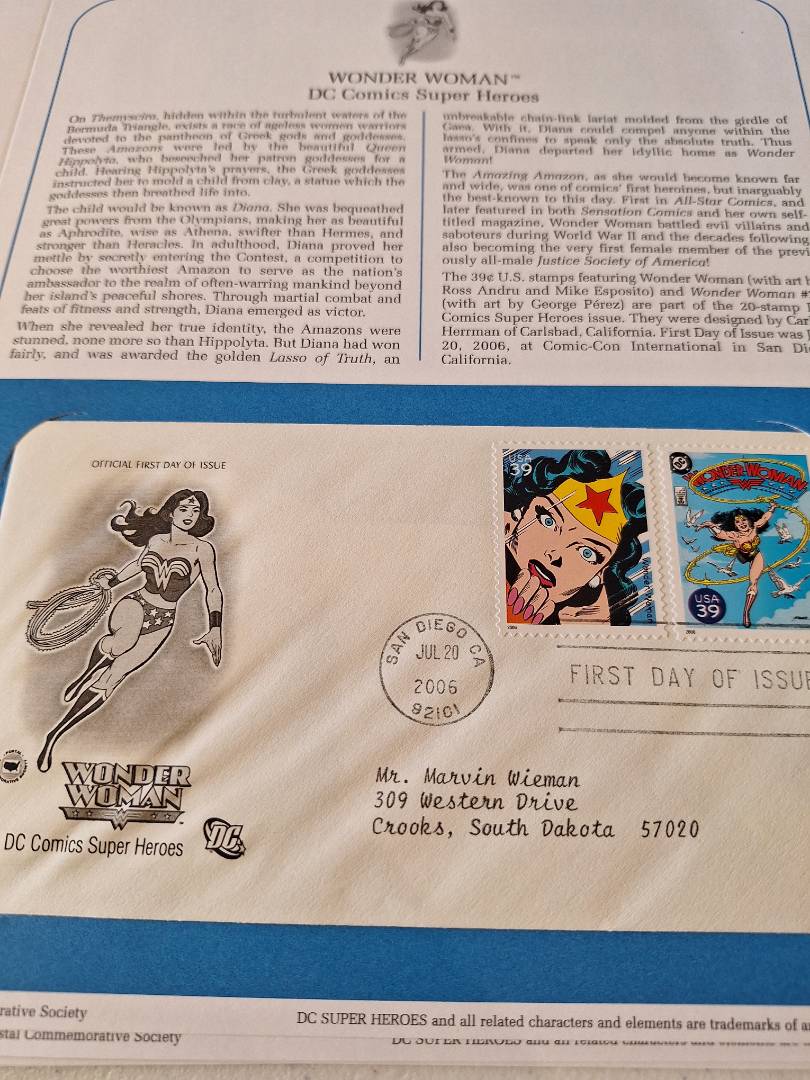 WONDER WOMAN™
DC Comics Super Heroes
On Themyscira, hidden within the turbulent waters of the
Bermuda Triangle, exists a race of ageless women warriors
devoted to the pantheon of Greek gods and goddesses.
These Amazons were led by the beautiful Queen
Hippolyta, who beseeched her patron goddesses for a
child. Hearing Hippolyta's prayers, the Greek goddesses
instructed her to mold a child from clay, a statue which the
goddesses then breathed life into.
The child would be known as Diana. She was bequeathed
great powers from the Olympians, making her as beautiful
as Aphrodite, wise as Athena, swifter than Hermes, and
stronger than Heracles. In adulthood, Diana proved her
mettle by secretly entering the Contest, a competition to
choose the worthiest Amazon to serve as the nation's
ambassador to the realm of often-warring mankind beyond
her island's peaceful shores. Through martial combat and
feats of fitness and strength, Diana emerged as victor.
When she revealed her true identity, the Amazons were
stunned, none more so than Hippolyta. But Diana had won
fairly, and was awarded the golden Lasso of Truth, an
unbreakable chain-link lariat molded from the girdle of
Gaea. With it, Diana could compel anyone within the
lasso's confines to speak only the absolute truth. Thus
armed, Diana departed her idyllic home as Wonder
Woman!
The Amazing Amazon, as she would become known far
and wide, was one of comics' first heroines, but inarguably
the best-known to this day. First in All-Star Comics, and
later featured in both Sensation Comics and her own self-
titled magazine, Wonder Woman battled evil villains and
saboteurs during World War II and the decades following
also becoming the very first female member of the previ
ously all-male Justice Society of America!
The 39¢ U.S. stamps featuring Wonder Woman (with art b
Ross Andru and Mike Esposito) and Wonder Woman #
(with art by George Pérez) are part of the 20-stamp
Comics Super Heroes issue. They were designed by Car
Herrman of Carlsbad, California. First Day of Issue was
20, 2006, at Comic-Con International in San Di
California.
OFFICIAL FIRST DAY OF ISSUE
USA
39
Wonder Woman
2006
DC
WONDER WOMAN
USA
39
2006
SAN DIEGO CA
JUL 20
2006
92101
FIRST DAY OF ISSUE
Mr. Marvin Wieman
309 Western Drive
Crooks, South Dakota 57020
WONDER
WOMAN
DC Comics Super Heroes
DC
rative Society
DC SUPER HEROES and all related characters and elements are trademarks of a
stal Commemorative Society
DC SUPER HEROES and all related characters and elements are